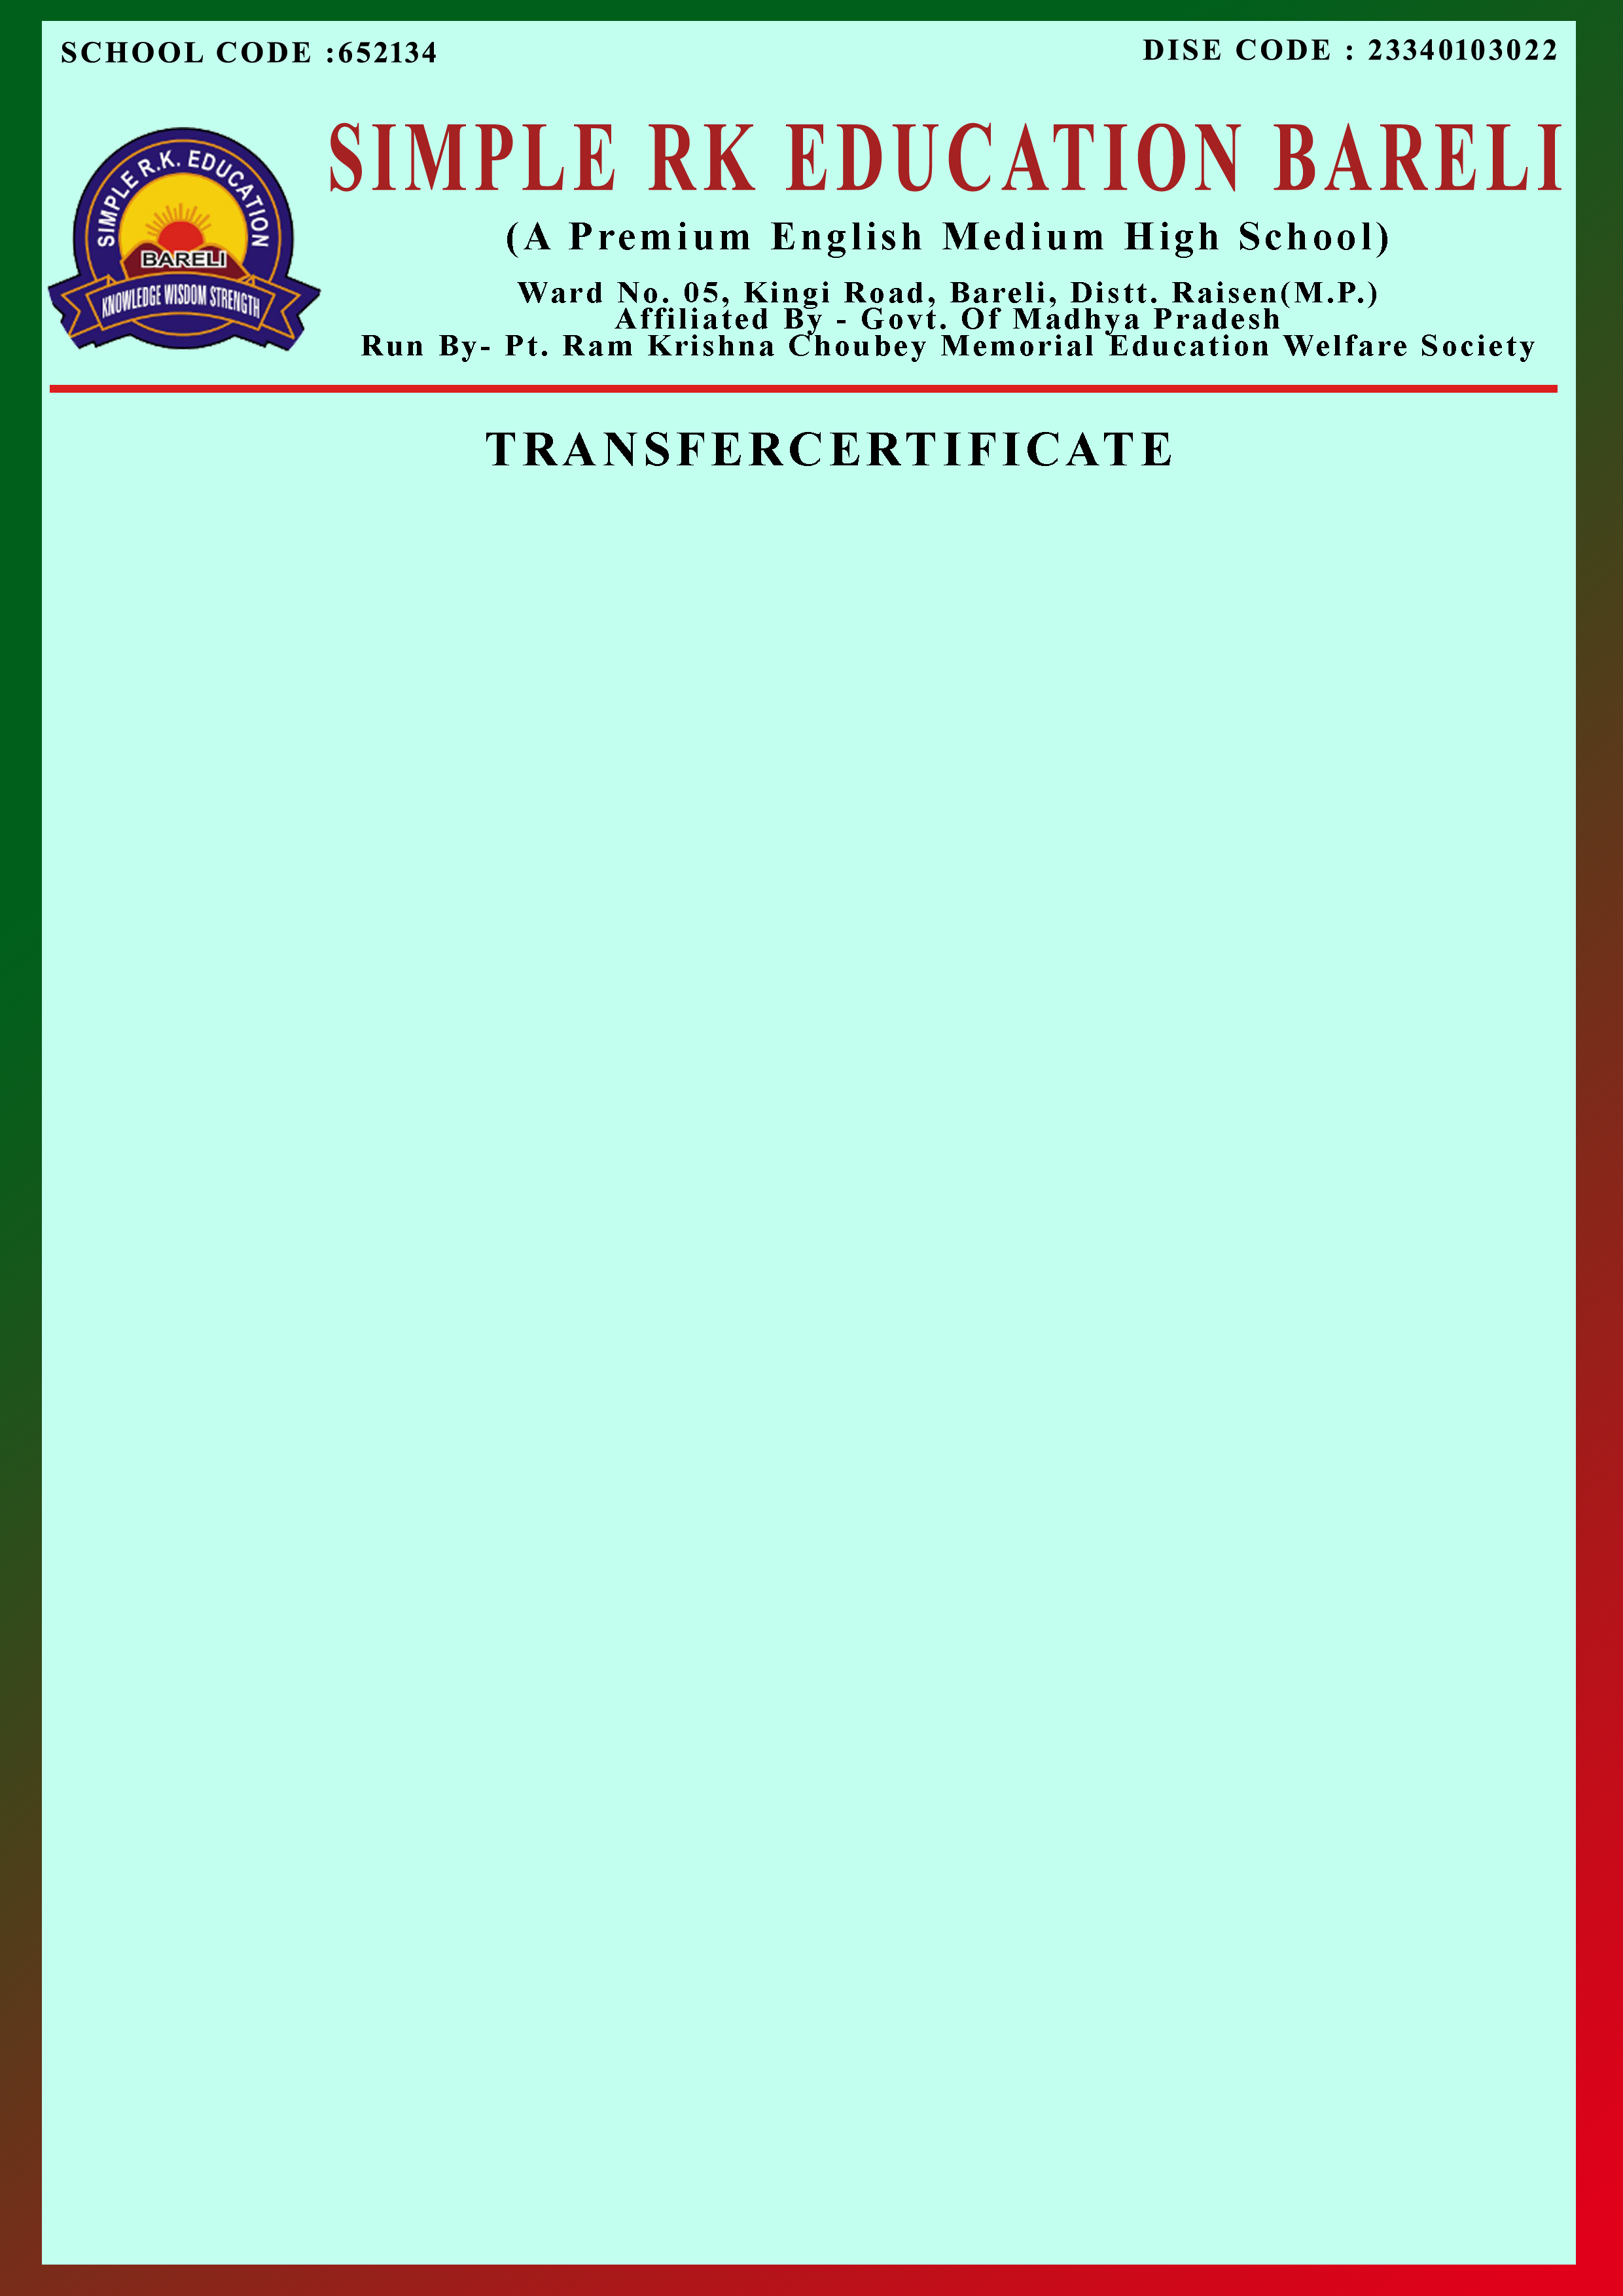 SCHOOL CODE :652134
DISE CODE : 23340103022
SIMPLE R.K. EDUCATION
BARELI
KNOWLEDGE WISDOM STRENGTH
SIMPLE RK EDUCATION BARELI
(A Premium English Medium High School)
Ward No. 05, Kingi Road, Bareli, Distt. Raisen(M.P.)
Affiliated By - Govt. Of Madhya Pradesh
Run By- Pt. Ram Krishna Choubey Memorial Education Welfare Society
TRANSFERCERTIFICATE